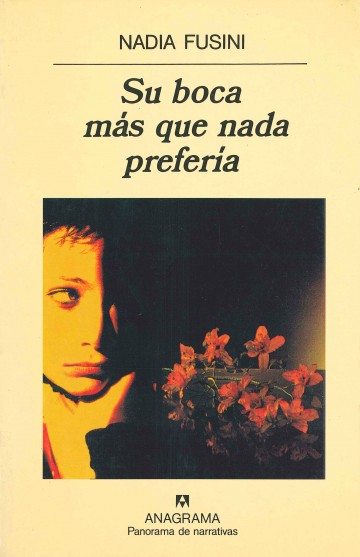 NADIA FUSINI
Su boca
más que nada
prefería
ANAGRAMA
Panorama de narrativas